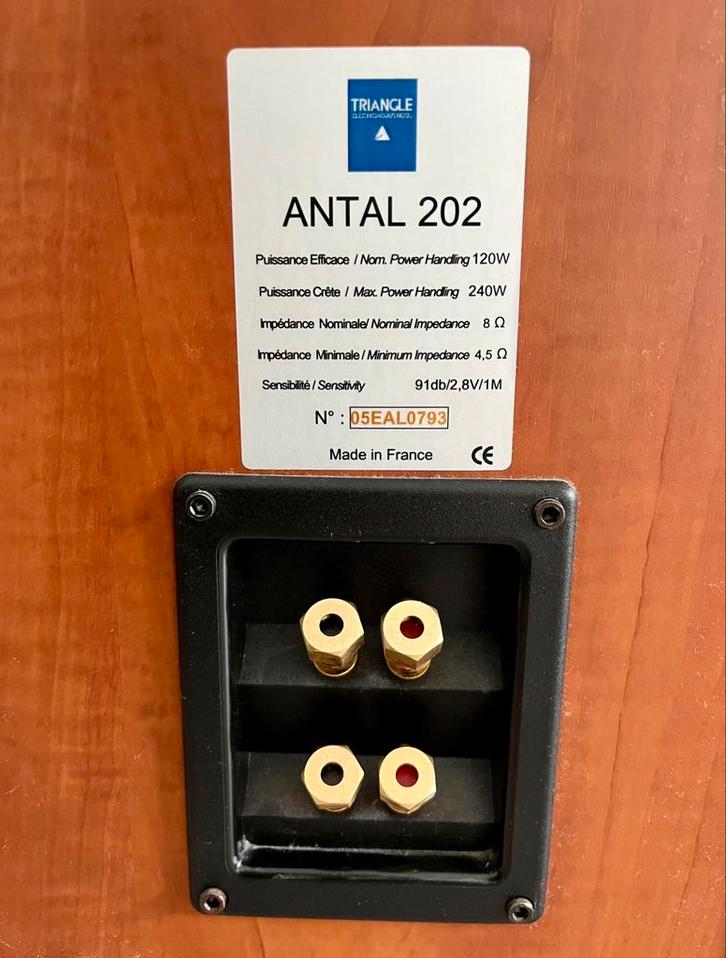 TRIANGLE
ANTAL 202
Puissance Efficace / Nom. Power Handling 120W
Puissance Crête / Max. Power Handling 240W
Impédance Nominale/ Nominal Impedance 8 Ω
Impédance Minimale / Minimum Impedance 4,5 Ω
Sensibilité / Sensitivity 91db/2,8V/1M
N° : 05EAL0793
Made in France CE